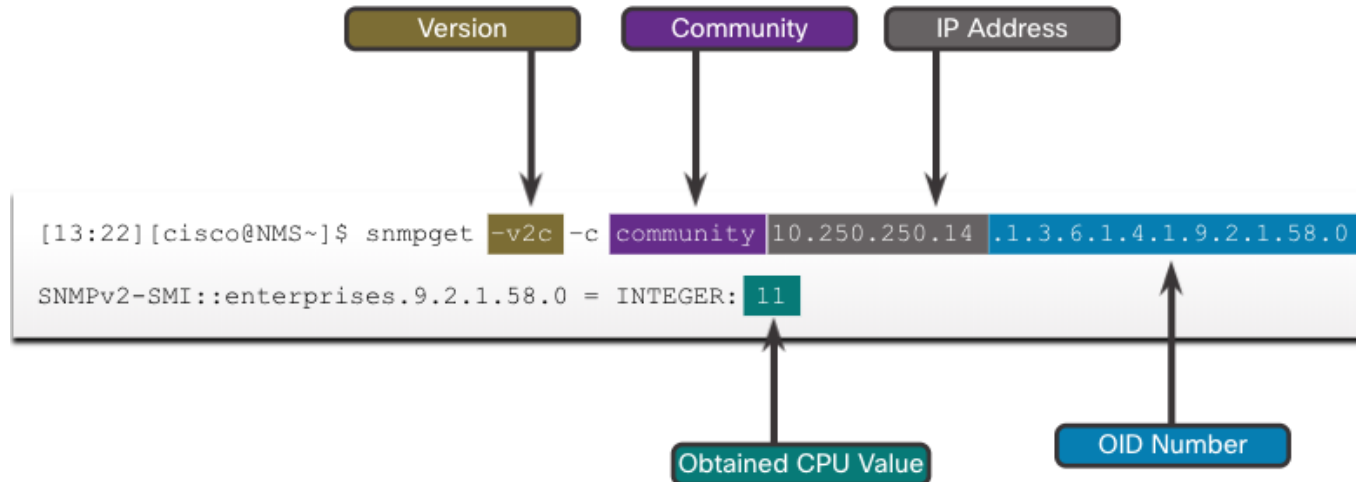 Version
Community
IP Address
[13:22][cisco@NMS~]$ snmpget -v2c -c community 10.250.250.14 .1.3.6.1.4.1.9.2.1.58.0
SNMPv2-SMI::enterprises.9.2.1.58.0 = INTEGER: 11
OID Number
Obtained CPU Value